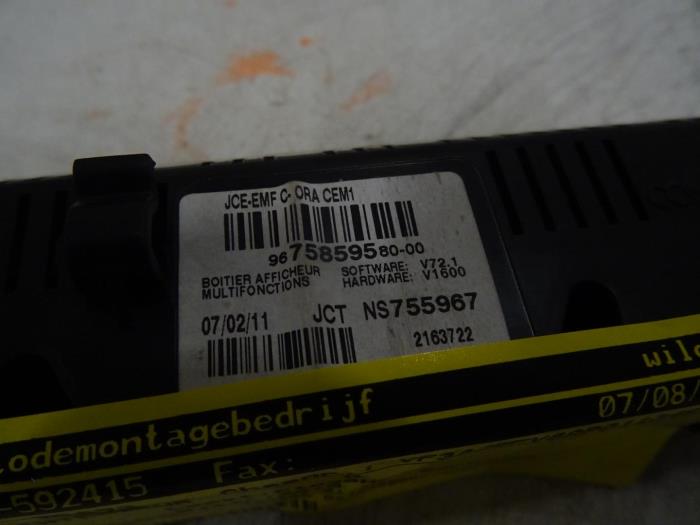 JCE-EMF C- ORA CEM1
96 758595 80-00
BOITIER AFFICHEUR SOFTWARE: V72.1
MULTIFONCTIONS HARDWARE: V1600
07/02/11 JCT NS755967
2163722
odemontagebedrijf
07/08/
-592415 Fax: